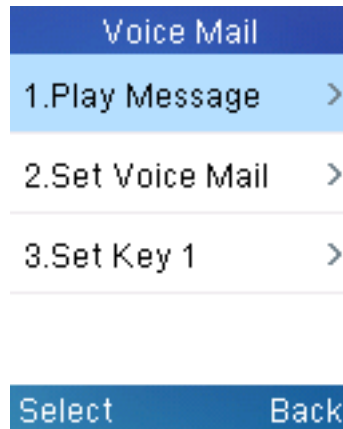 Voice Mail
1.Play Message
2.Set Voice Mail
3.Set Key 1
Select Back